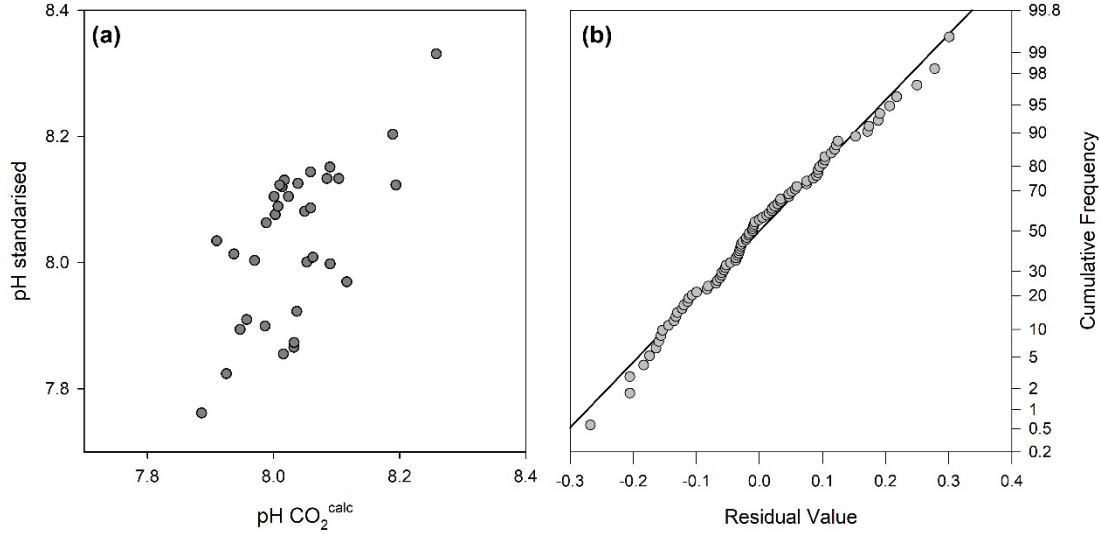 (a)
pH standarised
8.4
8.2
8.0
7.8
7.8 8.0 8.2 8.4
pH CO₂ᶜᵃˡᶜ
(b)
99.8
99
98
95
90
80
70
50
30
20
10
5
2
1
0.5
0.2
Cumulative Frequency
-0.3 -0.2 -0.1 0.0 0.1 0.2 0.3 0.4
Residual Value